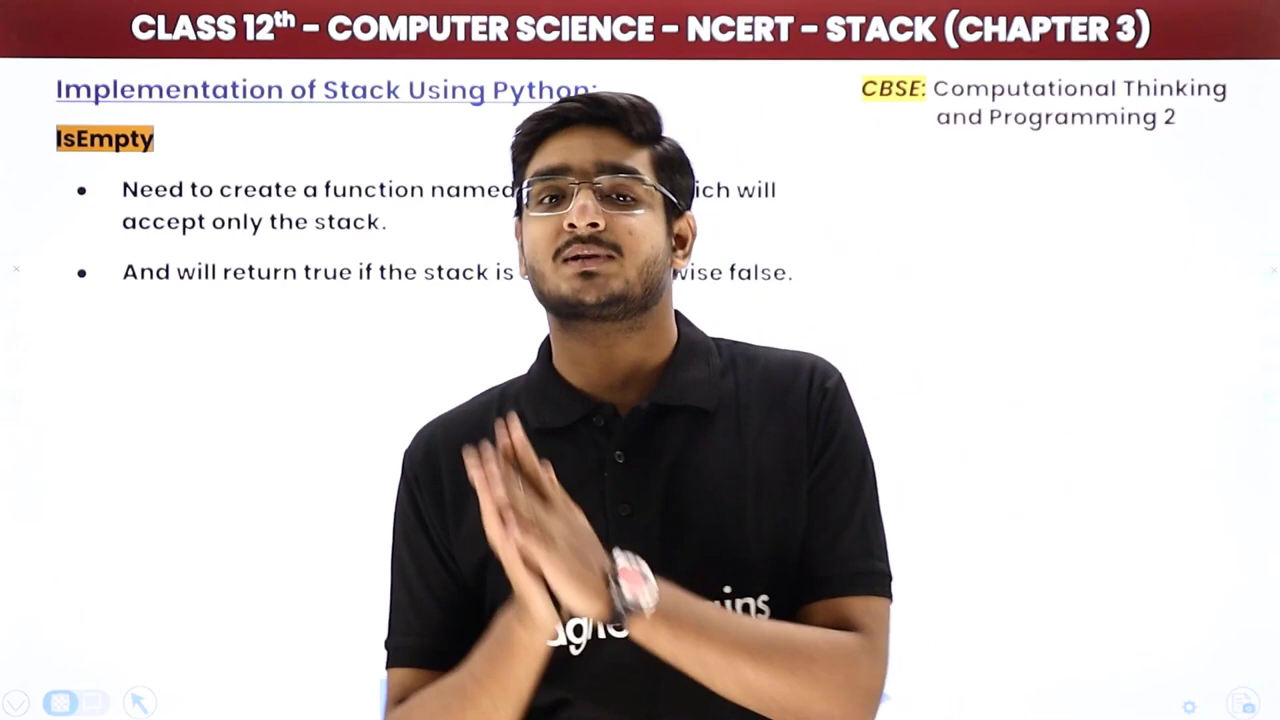 CLASS 12th - COMPUTER SCIENCE - NCERT - STACK (CHAPTER 3)
Implementation of Stack Using Python:
CBSE: Computational Thinking
and Programming 2
IsEmpty
• Need to create a function named ich will
accept only the stack.
• And will return true if the stack is wise false.